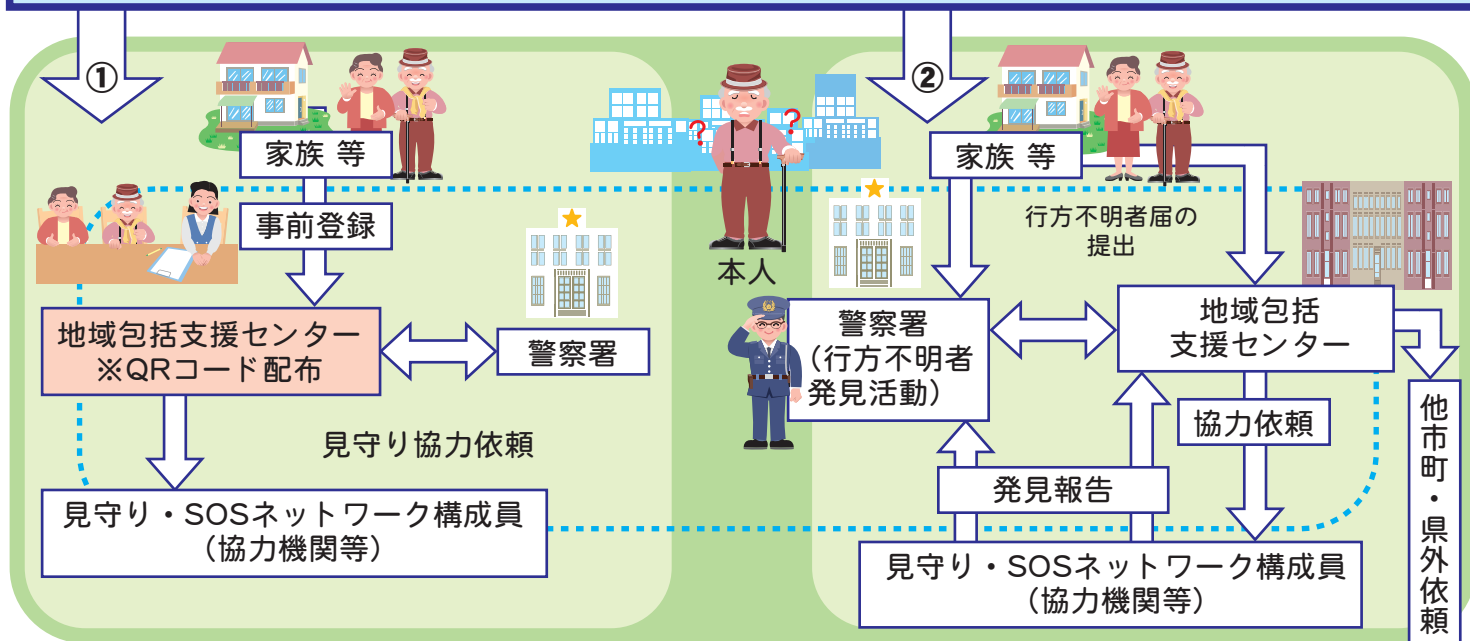 ①
家族 等
事前登録
地域包括支援センター
※QRコード配布
警察署
見守り協力依頼
見守り・SOSネットワーク構成員
（協力機関等）
?
?
本人
②
家族 等
行方不明者届の
提出
警察署
（行方不明者
発見活動）
地域包括
支援センター
協力依頼
発見報告
見守り・SOSネットワーク構成員
（協力機関等）
他市町・県外依頼